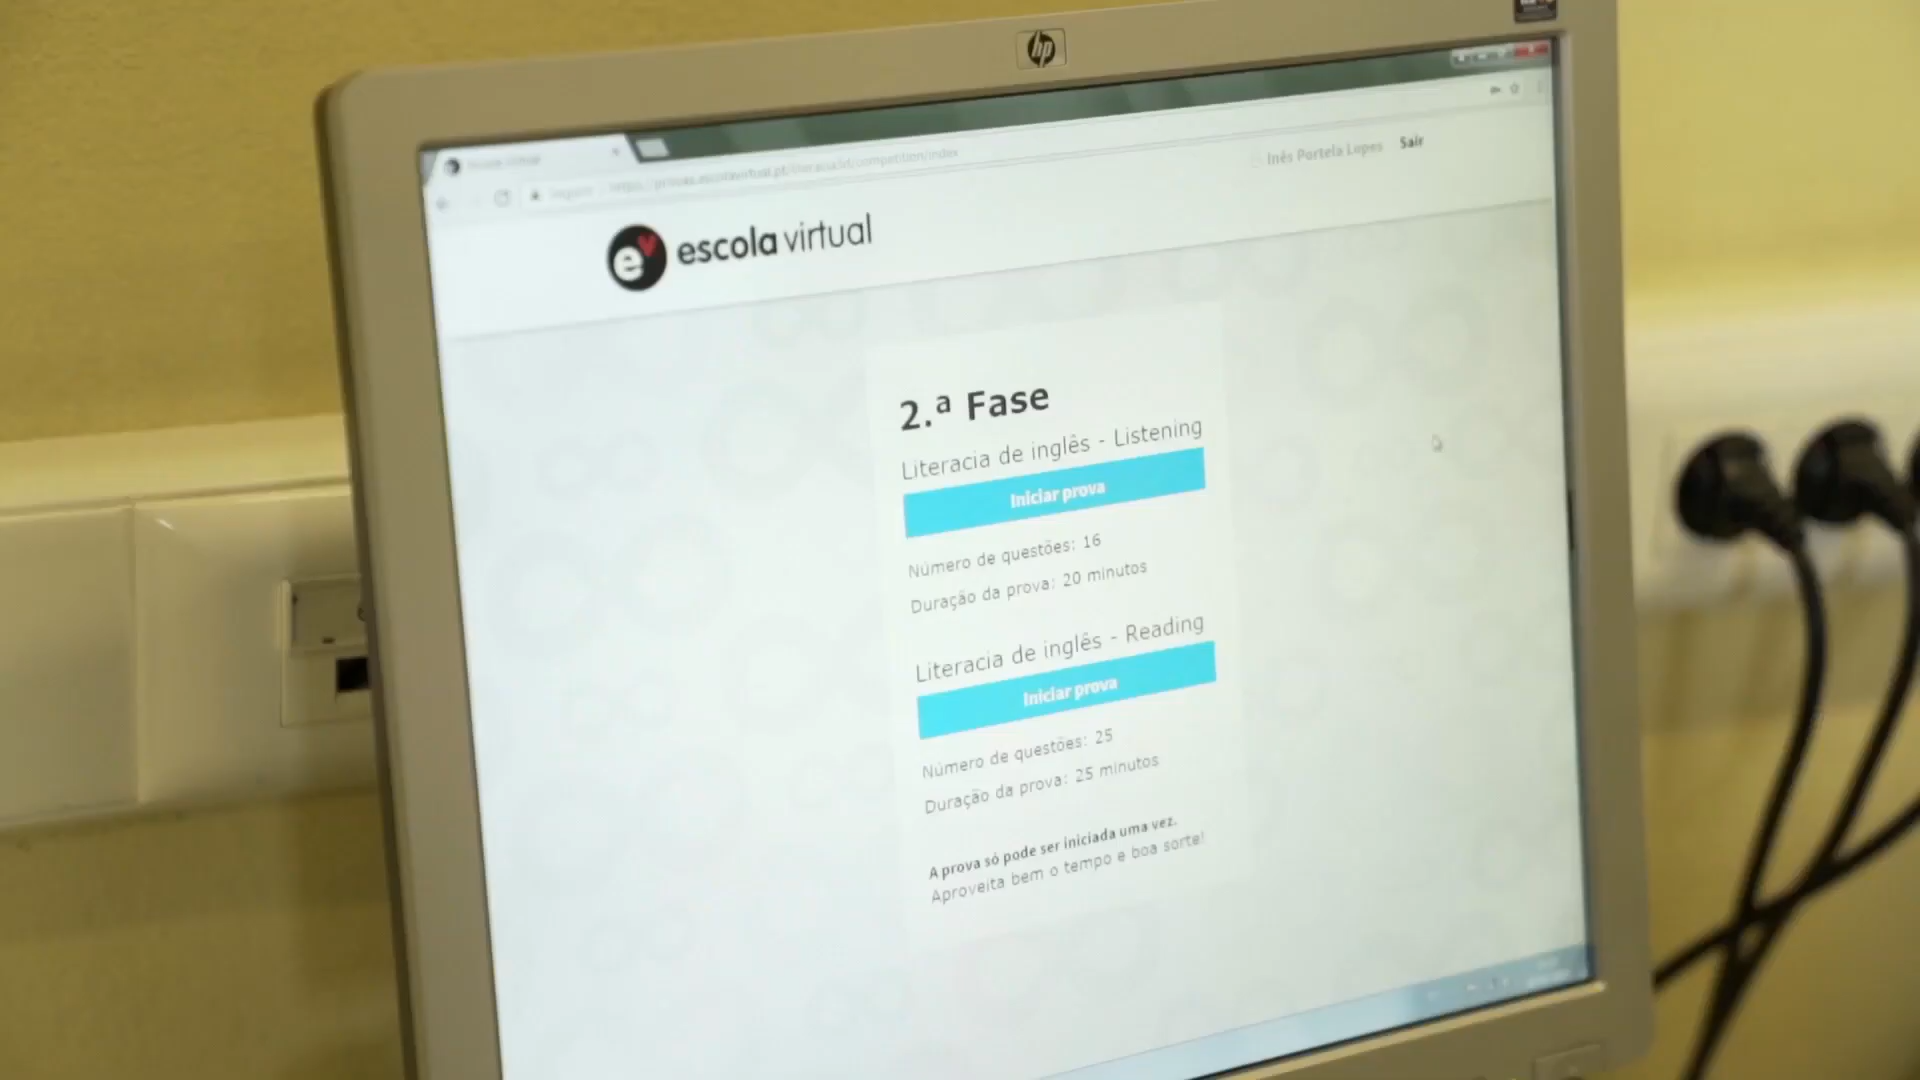 hp
Inês Portela Lopes Sair
escola virtual
2.ª Fase
Literacia de inglês - Listening
Iniciar prova
Número de questões: 16
Duração da prova: 20 minutos
Literacia de inglês - Reading
Iniciar prova
Número de questões: 25
Duração da prova: 25 minutos
A prova só pode ser iniciada uma vez.
Aproveita bem o tempo e boa sorte!